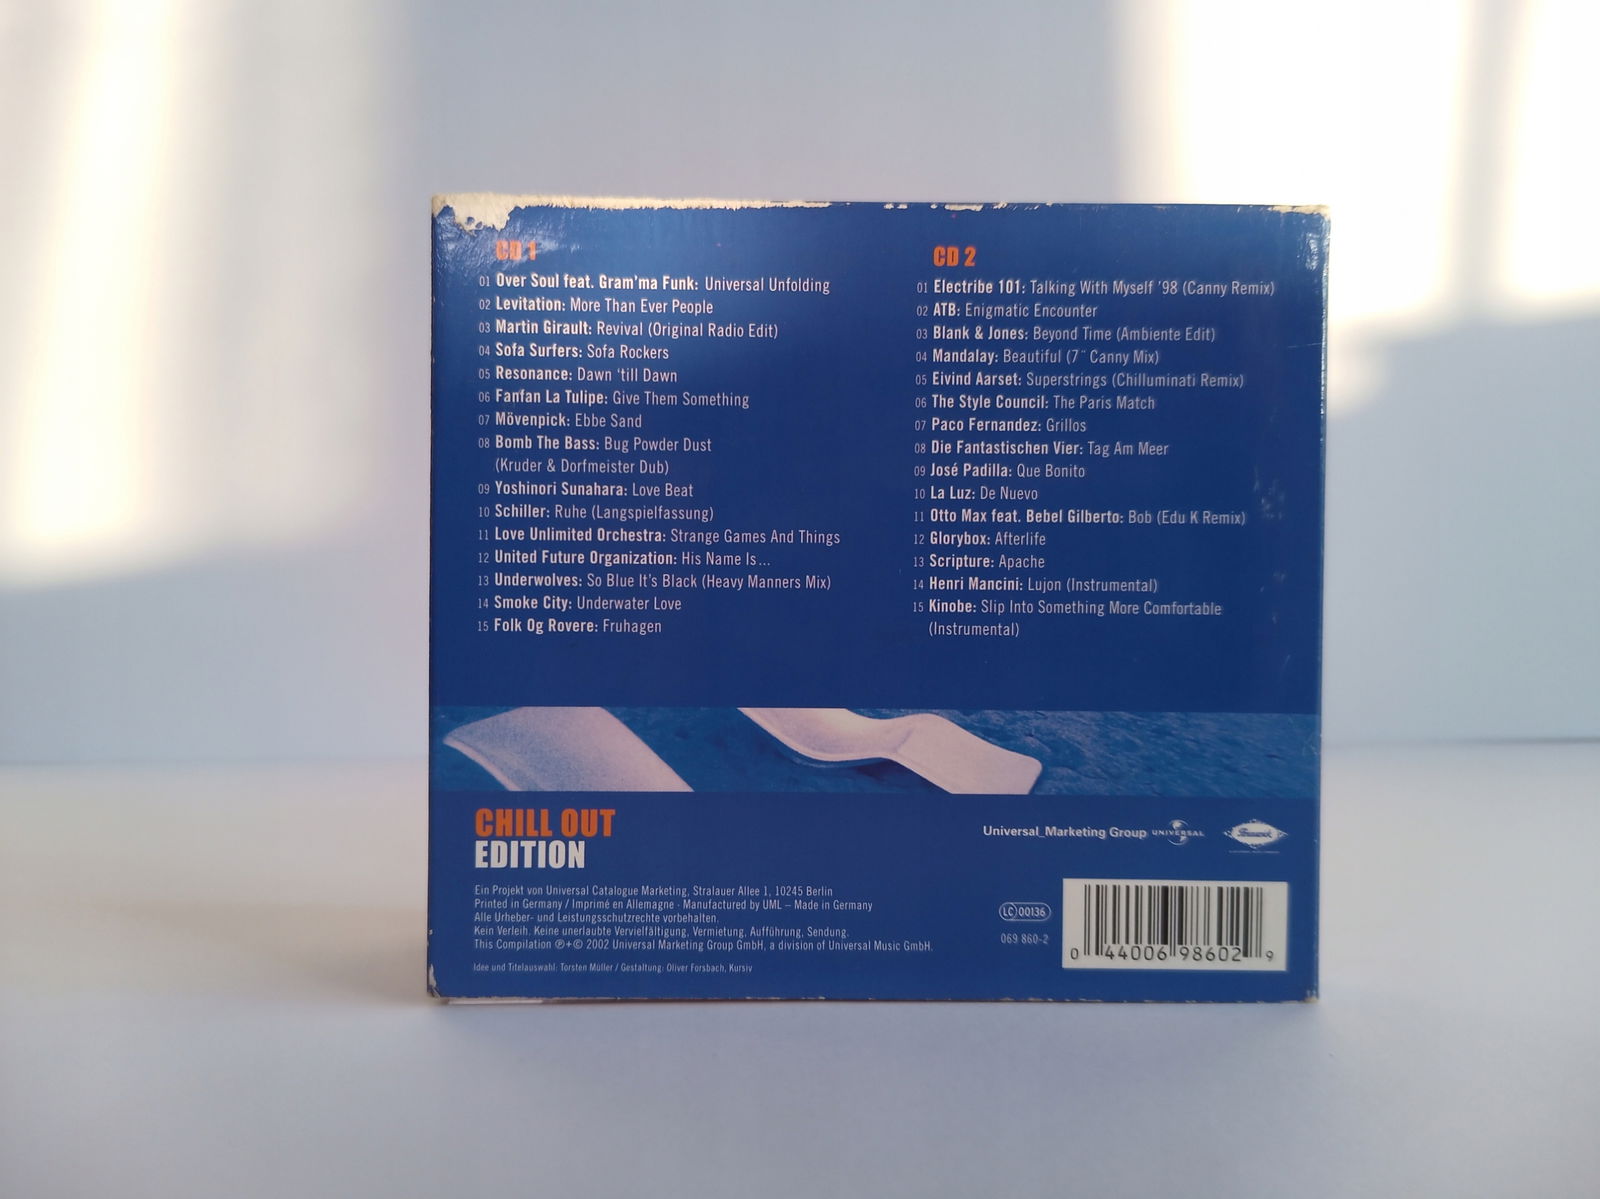 CD 1
01 Over Soul feat. Gram'ma Funk: Universal Unfolding
02 Levitation: More Than Ever People
03 Martin Girault: Revival (Original Radio Edit)
04 Sofa Surfers: Sofa Rockers
05 Resonance: Dawn 'till Dawn
06 Fanfan La Tulipe: Give Them Something
07 Mövenpick: Ebbe Sand
08 Bomb The Bass: Bug Powder Dust
(Kruder & Dorfmeister Dub)
09 Yoshinori Sunahara: Love Beat
10 Schiller: Ruhe (Langspielfassung)
11 Love Unlimited Orchestra: Strange Games And Things
12 United Future Organization: His Name Is...
13 Underwolves: So Blue It's Black (Heavy Manners Mix)
14 Smoke City: Underwater Love
15 Folk Og Rovere: Fruhagen
CD 2
01 Electribe 101: Talking With Myself '98 (Canny Remix)
02 ATB: Enigmatic Encounter
03 Blank & Jones: Beyond Time (Ambiente Edit)
04 Mandalay: Beautiful (7" Canny Mix)
05 Eivind Aarset: Superstrings (Chilluminati Remix)
06 The Style Council: The Paris Match
07 Paco Fernandez: Grillos
08 Die Fantastischen Vier: Tag Am Meer
09 José Padilla: Que Bonito
10 La Luz: De Nuevo
11 Otto Max feat. Bebel Gilberto: Bob (Edu K Remix)
12 Glorybox: Afterlife
13 Scripture: Apache
14 Henri Mancini: Lujon (Instrumental)
15 Kinobe: Slip Into Something More Comfortable
(Instrumental)
CHILL OUT
EDITION
Universal_Marketing Group UNIVERSAL
Ein Projekt von Universal Catalogue Marketing, Stralauer Allee 1, 10245 Berlin
Printed in Germany / Imprimé en Allemagne · Manufactured by UML – Made in Germany
Alle Urheber- und Leistungsschutzrechte vorbehalten.
Kein Verleih. Keine unerlaubte Vervielfältigung, Vermietung, Aufführung, Sendung.
This Compilation ℗+© 2002 Universal Marketing Group GmbH, a division of Universal Music GmbH.
Idee und Titelauswahl: Torsten Müller / Gestaltung: Oliver Forsbach, Kursiv
LC 00136
069 860-2
0 44006 98602 9